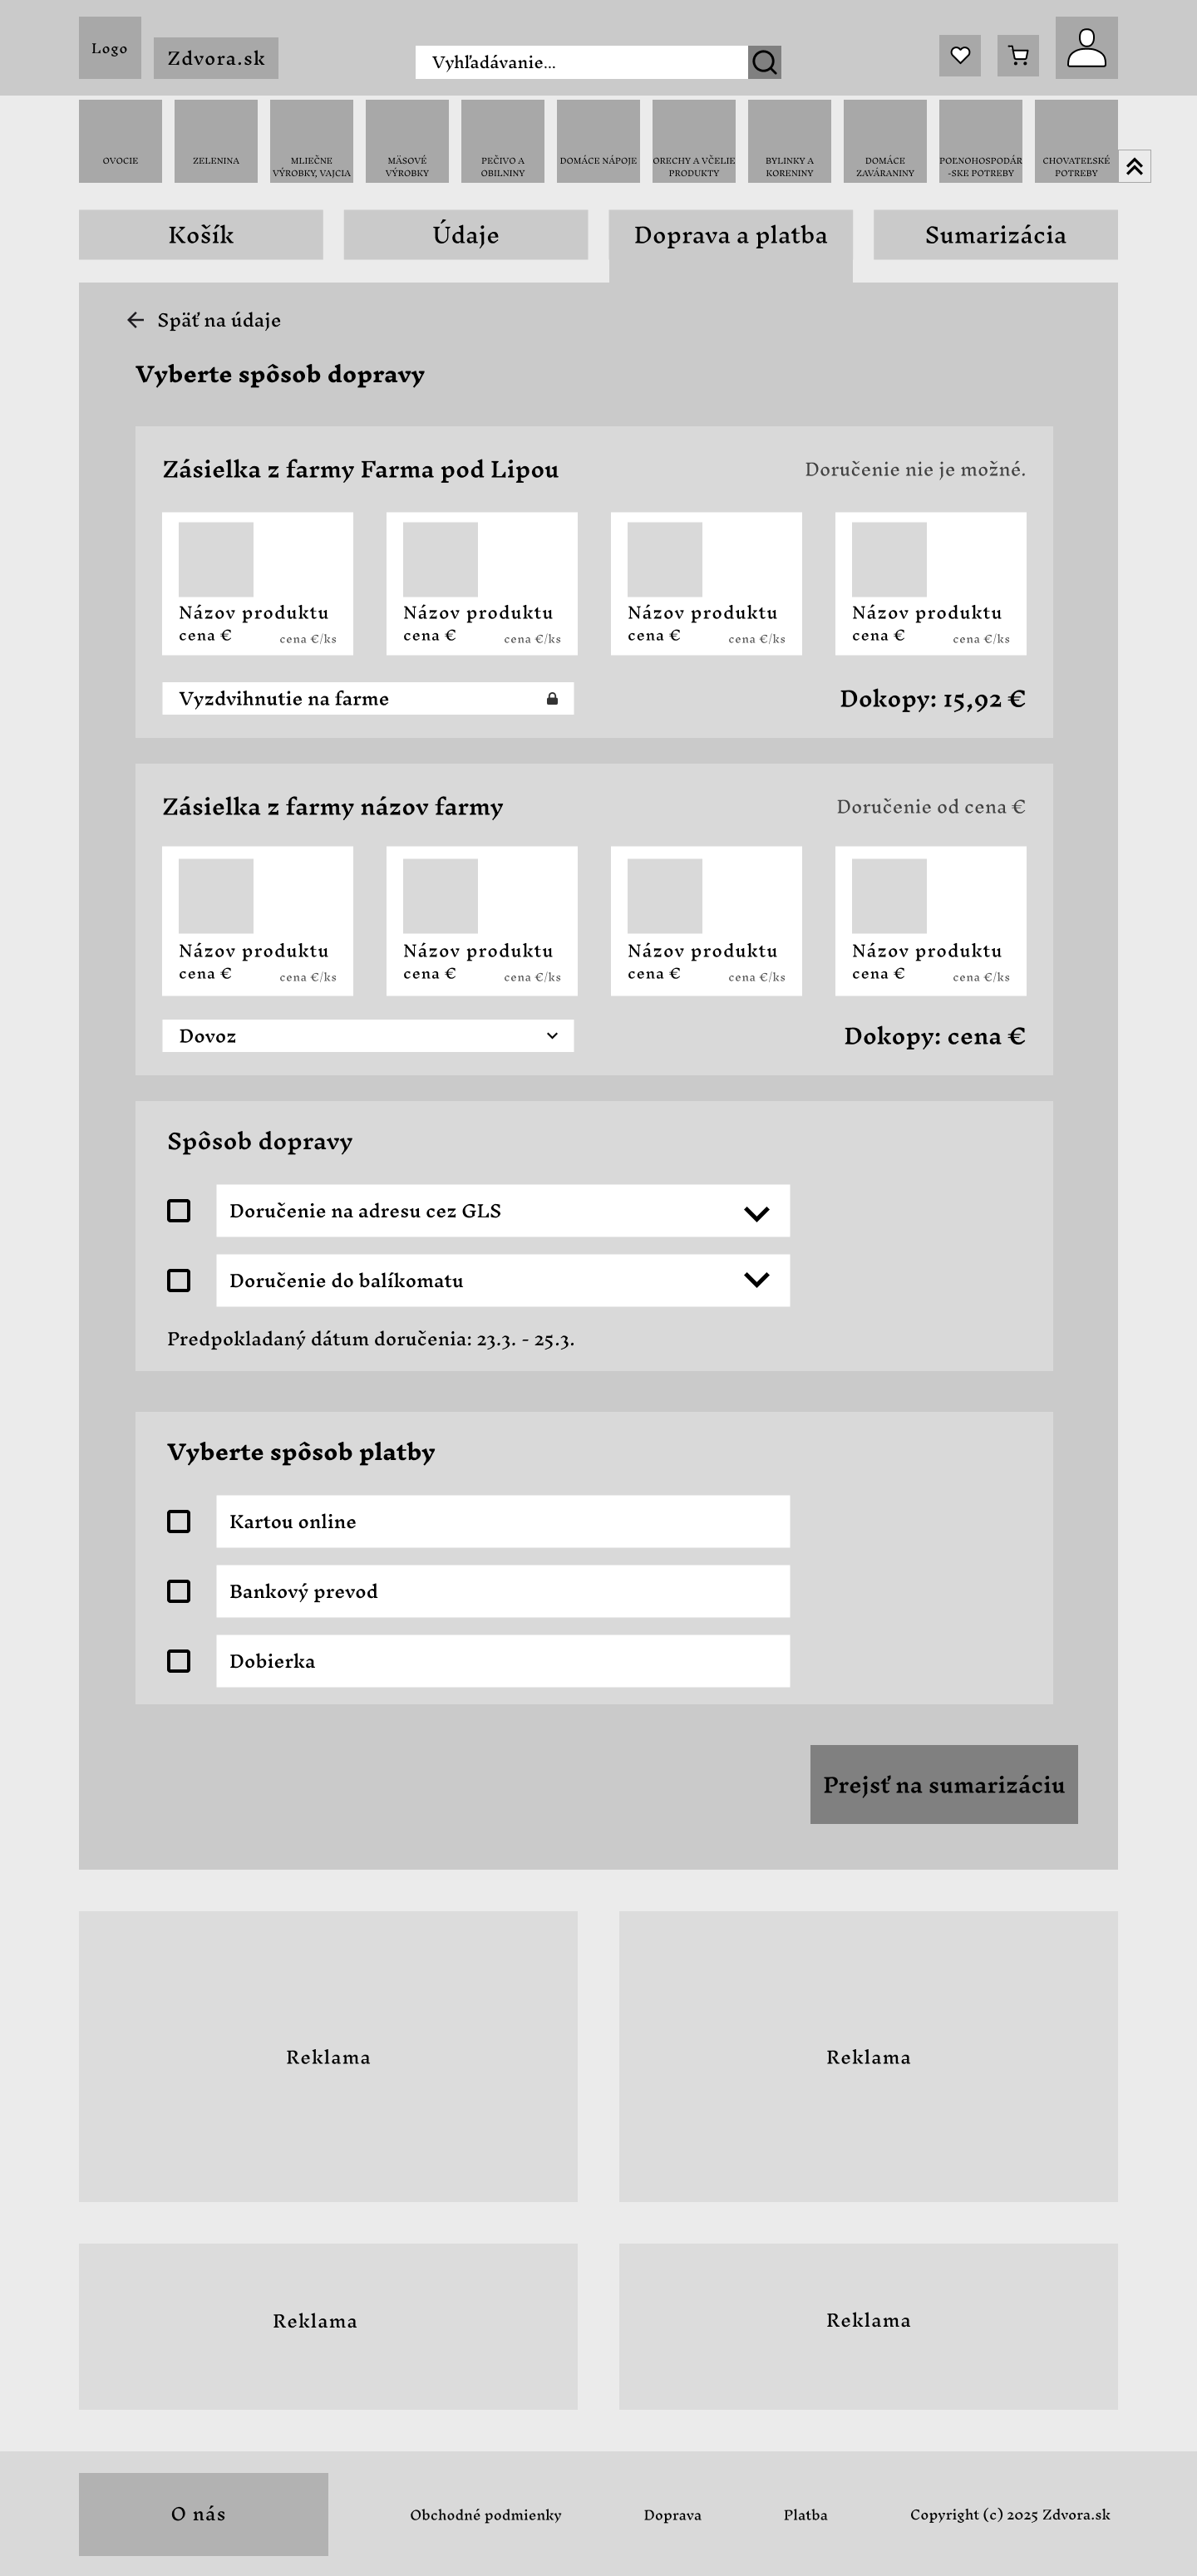 Logo
Zdvora.sk
Vyhľadávanie...
OVOCIE
ZELENINA
MLIEČNE
VÝROBKY, VAJCIA
MÄSOVÉ
VÝROBKY
PEČIVO A
OBILNINY
DOMÁCE NÁPOJE
ORECHY A VČELIE
PRODUKTY
BYLINKY A
KORENINY
DOMÁCE
ZAVÁRANINY
POĽNOHOSPODÁR
-SKE POTREBY
CHOVATEĽSKÉ
POTREBY
Košík
Údaje
Doprava a platba
Sumarizácia
Späť na údaje
Vyberte spôsob dopravy
Zásielka z farmy Farma pod Lipou
Doručenie nie je možné.
Názov produktu
cena € cena €/ks
Názov produktu
cena € cena €/ks
Názov produktu
cena € cena €/ks
Názov produktu
cena € cena €/ks
Vyzdvihnutie na farme
Dokopy: 15,92 €
Zásielka z farmy názov farmy
Doručenie od cena €
Názov produktu
cena € cena €/ks
Názov produktu
cena € cena €/ks
Názov produktu
cena € cena €/ks
Názov produktu
cena € cena €/ks
Dovoz
Dokopy: cena €
Spôsob dopravy
Doručenie na adresu cez GLS
Doručenie do balíkomatu
Predpokladaný dátum doručenia: 23.3. - 25.3.
Vyberte spôsob platby
Kartou online
Bankový prevod
Dobierka
Prejsť na sumarizáciu
Reklama
Reklama
Reklama
Reklama
O nás
Obchodné podmienky
Doprava
Platba
Copyright (c) 2025 Zdvora.sk